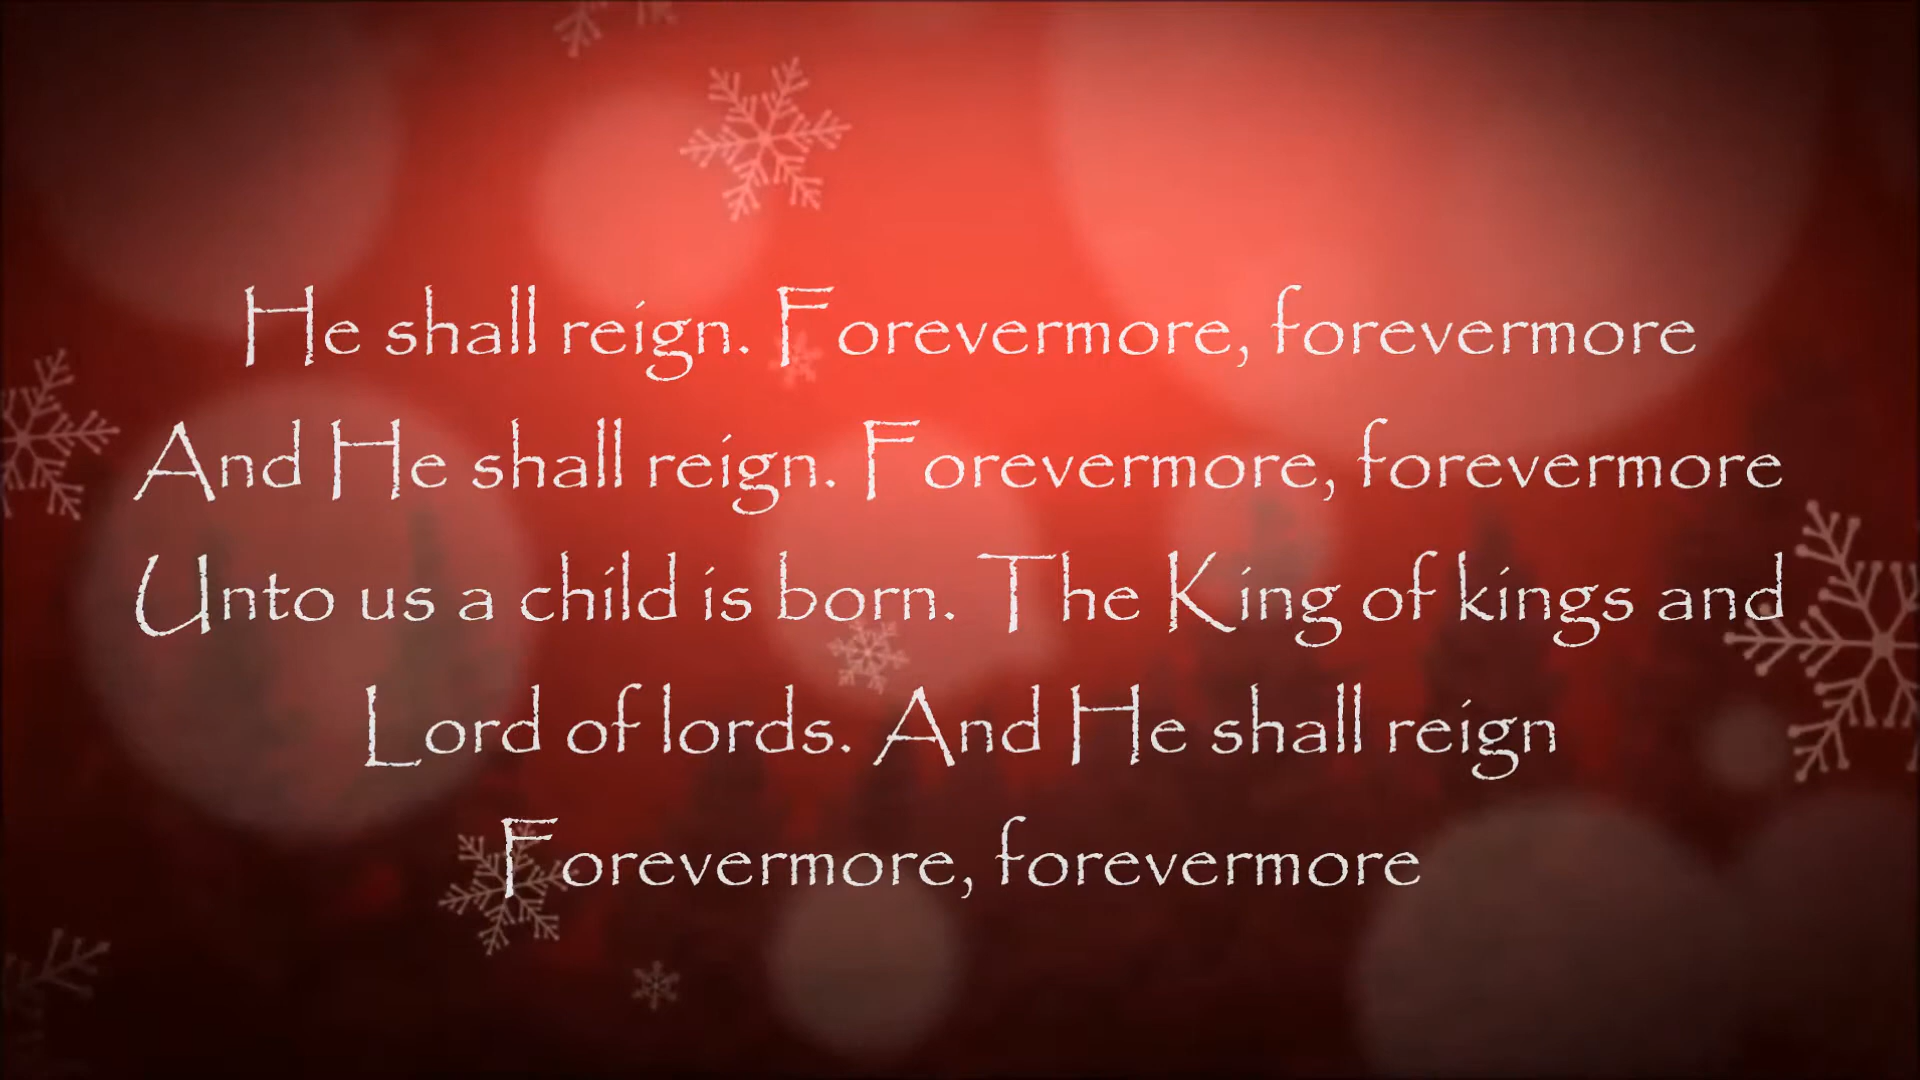 He shall reign. Forevermore, forevermore
And He shall reign. Forevermore, forevermore
Unto us a child is born. The King of kings and
Lord of lords. And He shall reign
Forevermore, forevermore